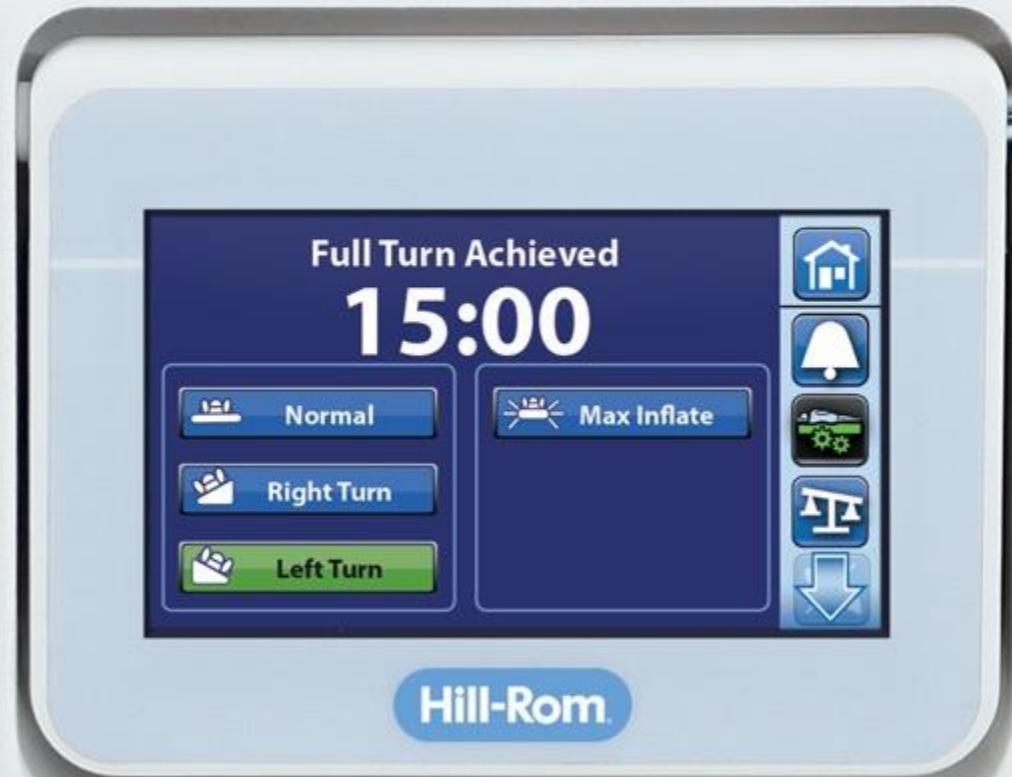 Full Turn Achieved
15:00
Normal
Max Inflate
Right Turn
Left Turn
Hill-Rom